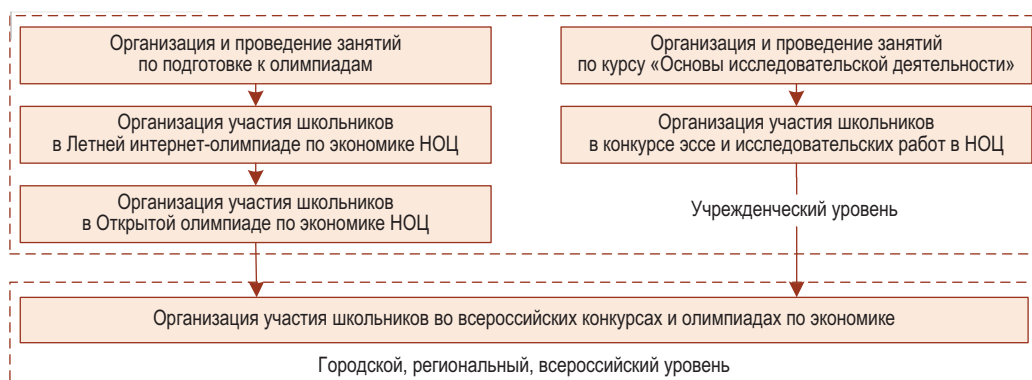 Организация и проведение занятий
по подготовке к олимпиадам
Организация участия школьников
в Летней интернет-олимпиаде по экономике НОЦ
Организация участия школьников
в Открытой олимпиаде по экономике НОЦ
Организация и проведение занятий
по курсу «Основы исследовательской деятельности»
Организация участия школьников
в конкурсе эссе и исследовательских работ в НОЦ
Учрежденческий уровень
Организация участия школьников во всероссийских конкурсах и олимпиадах по экономике
Городской, региональный, всероссийский уровень